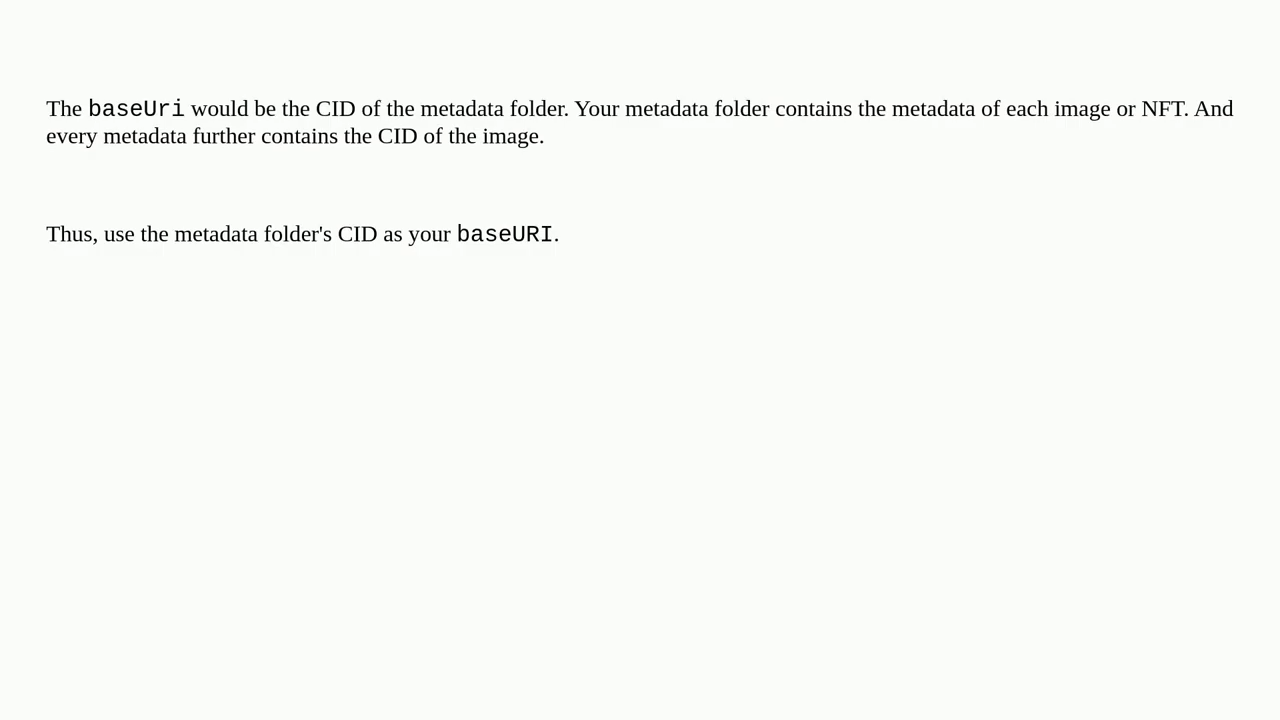 The baseUri would be the CID of the metadata folder. Your metadata folder contains the metadata of each image or NFT. And
every metadata further contains the CID of the image.
Thus, use the metadata folder's CID as your baseURI.